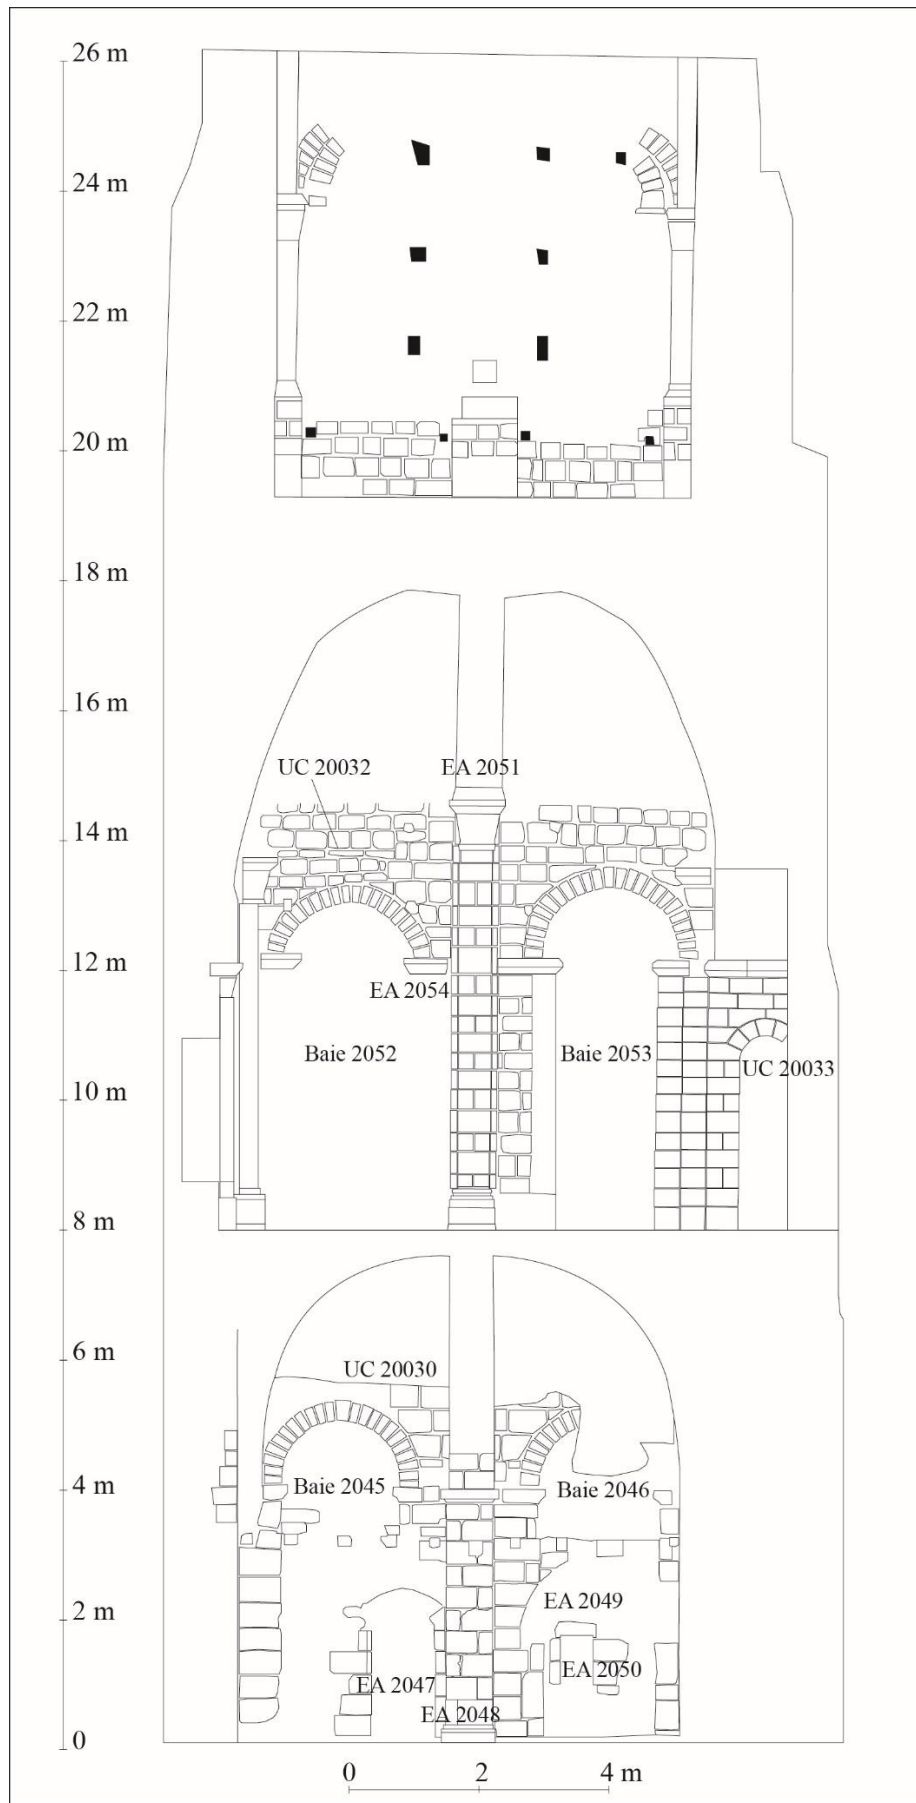 26 m
24 m
22 m
20 m
18 m
16 m
UC 20032
EA 2051
14 m
12 m
EA 2054
Baie 2052
Baie 2053
UC 20033
10 m
8 m
6 m
UC 20030
4 m
Baie 2045
Baie 2046
2 m
EA 2049
EA 2050
EA 2047
EA 2048
0
0 2 4 m